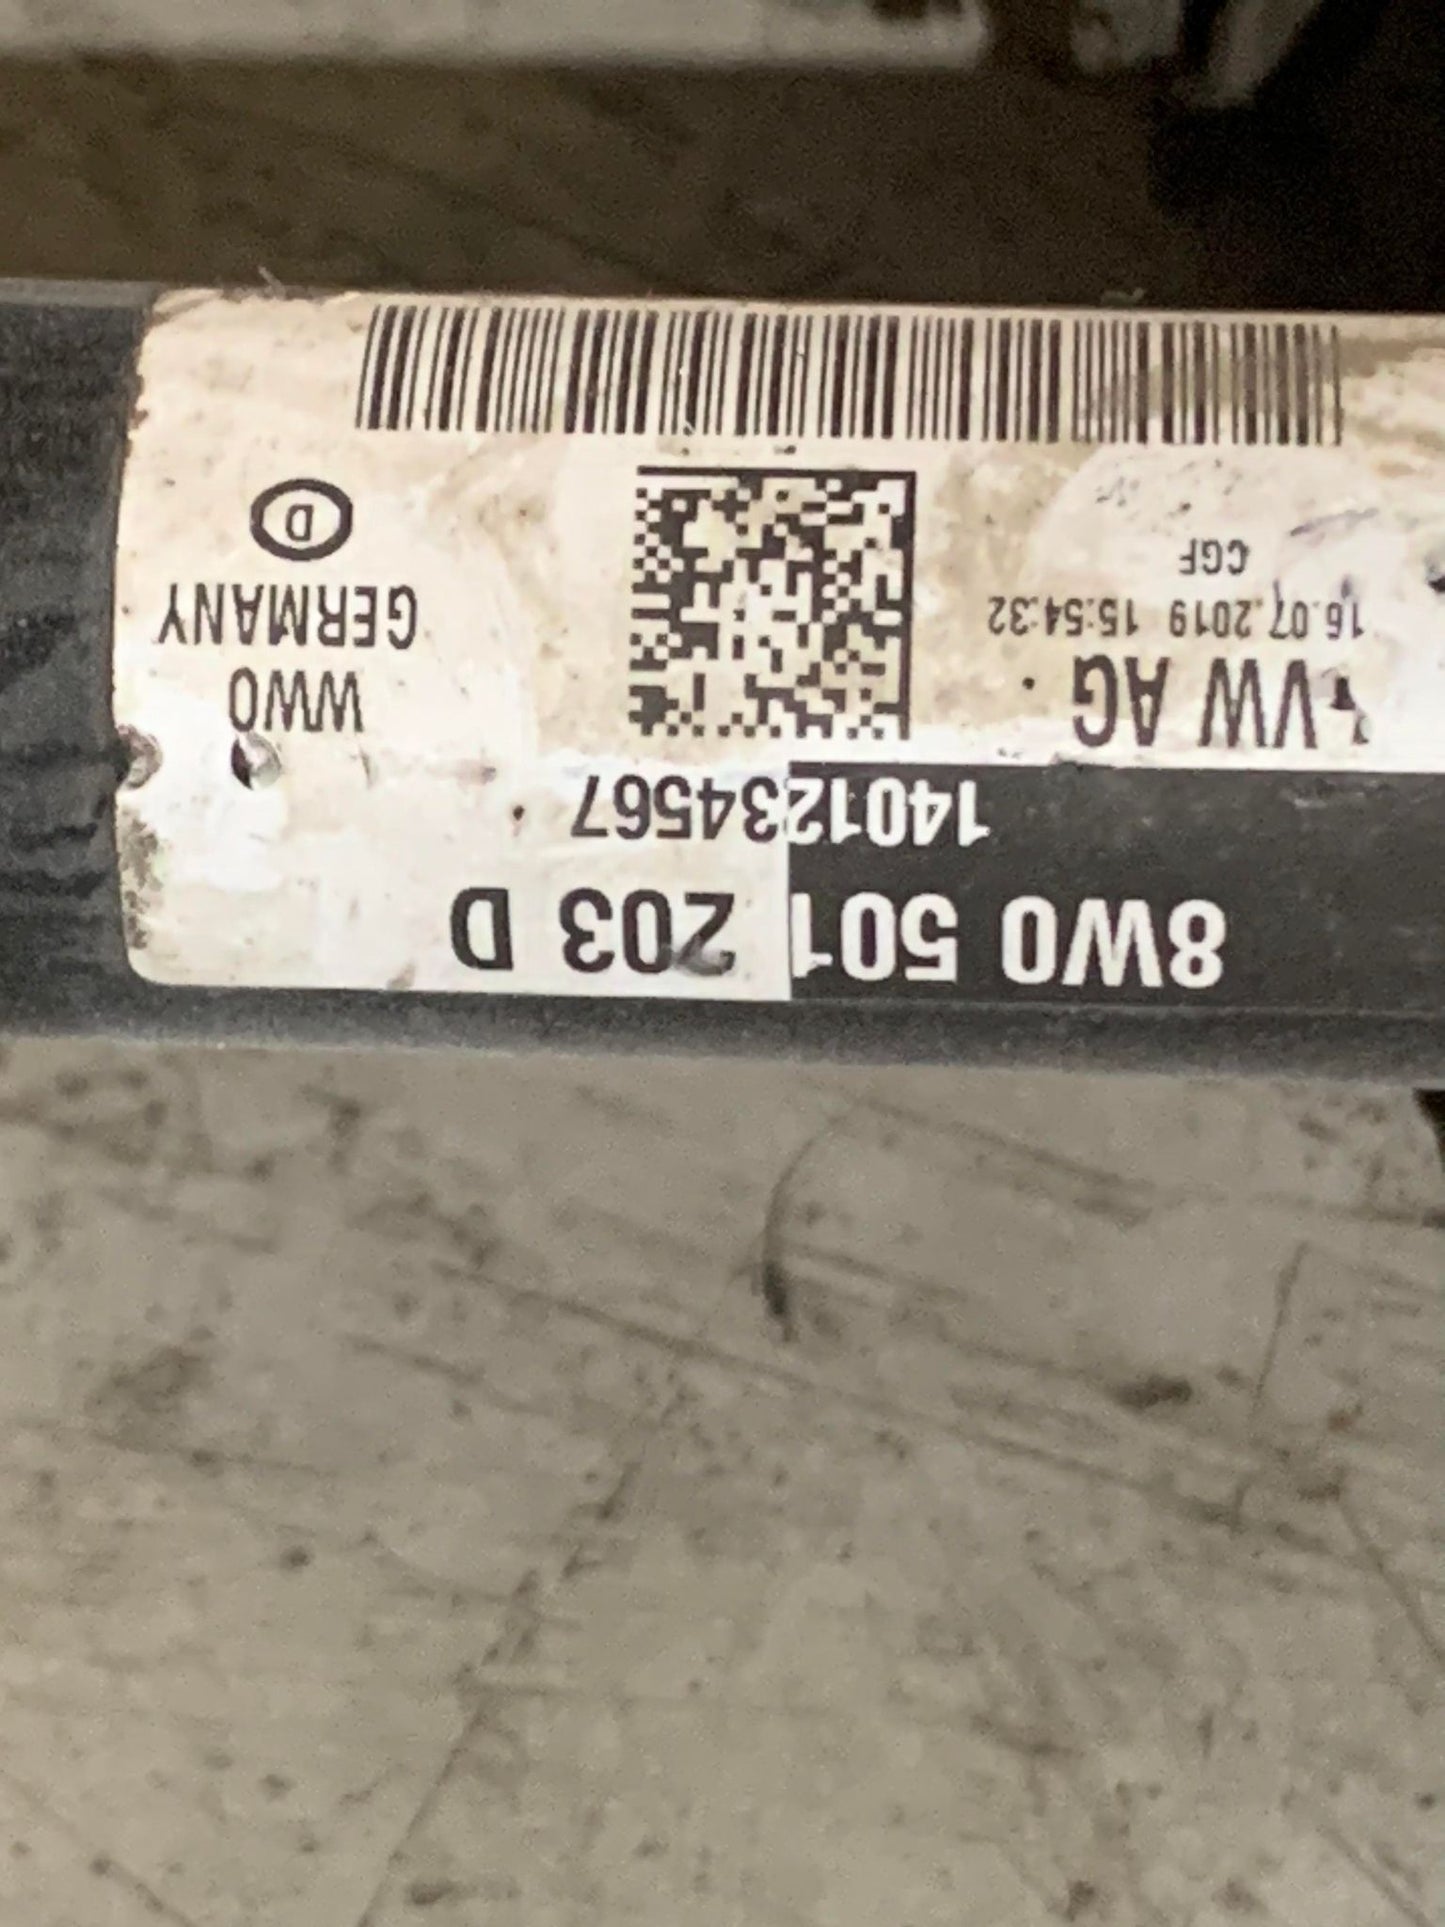 8W0 501 203 D
1401234567
VW AG
WW0
16.07.2019 15:54:32
GERMANY
CGF
D